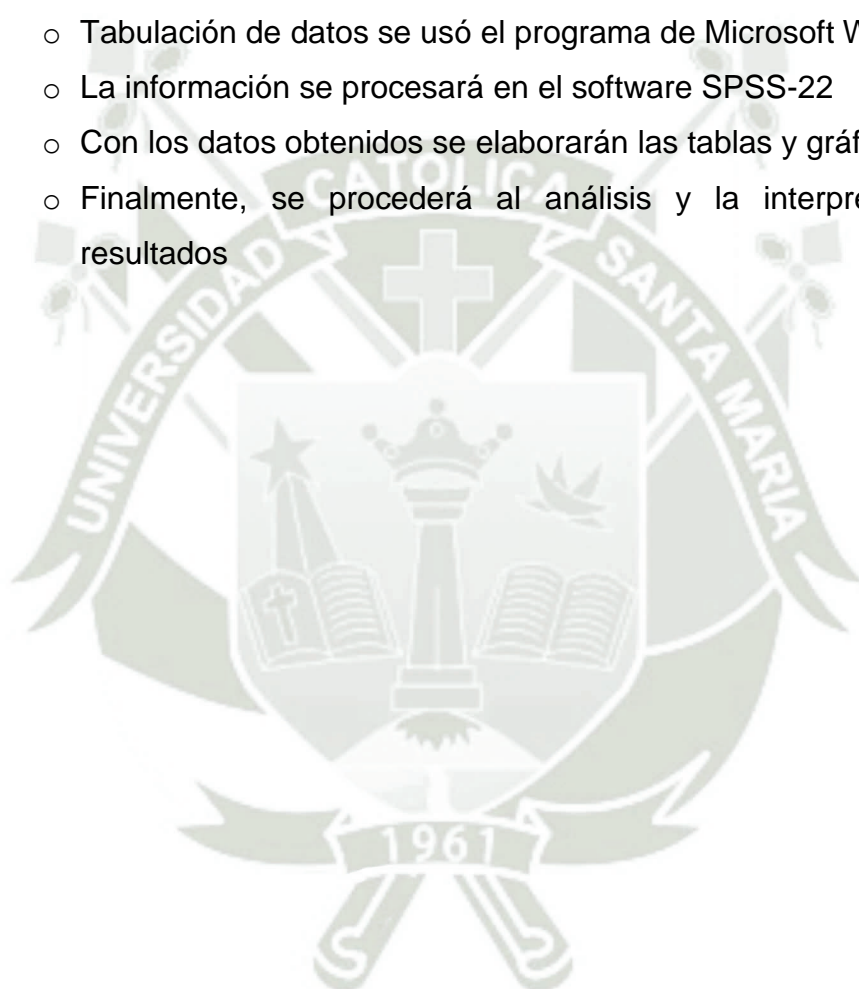 o Tabulación de datos se usó el programa de Microsoft
o La información se procesará en el software SPSS-22
o Con los datos obtenidos se elaborarán las tablas y
o Finalmente, se procederá al análisis y la
resultados
UNIVERSIDAD CATOLICA SANTA MARIA
1961